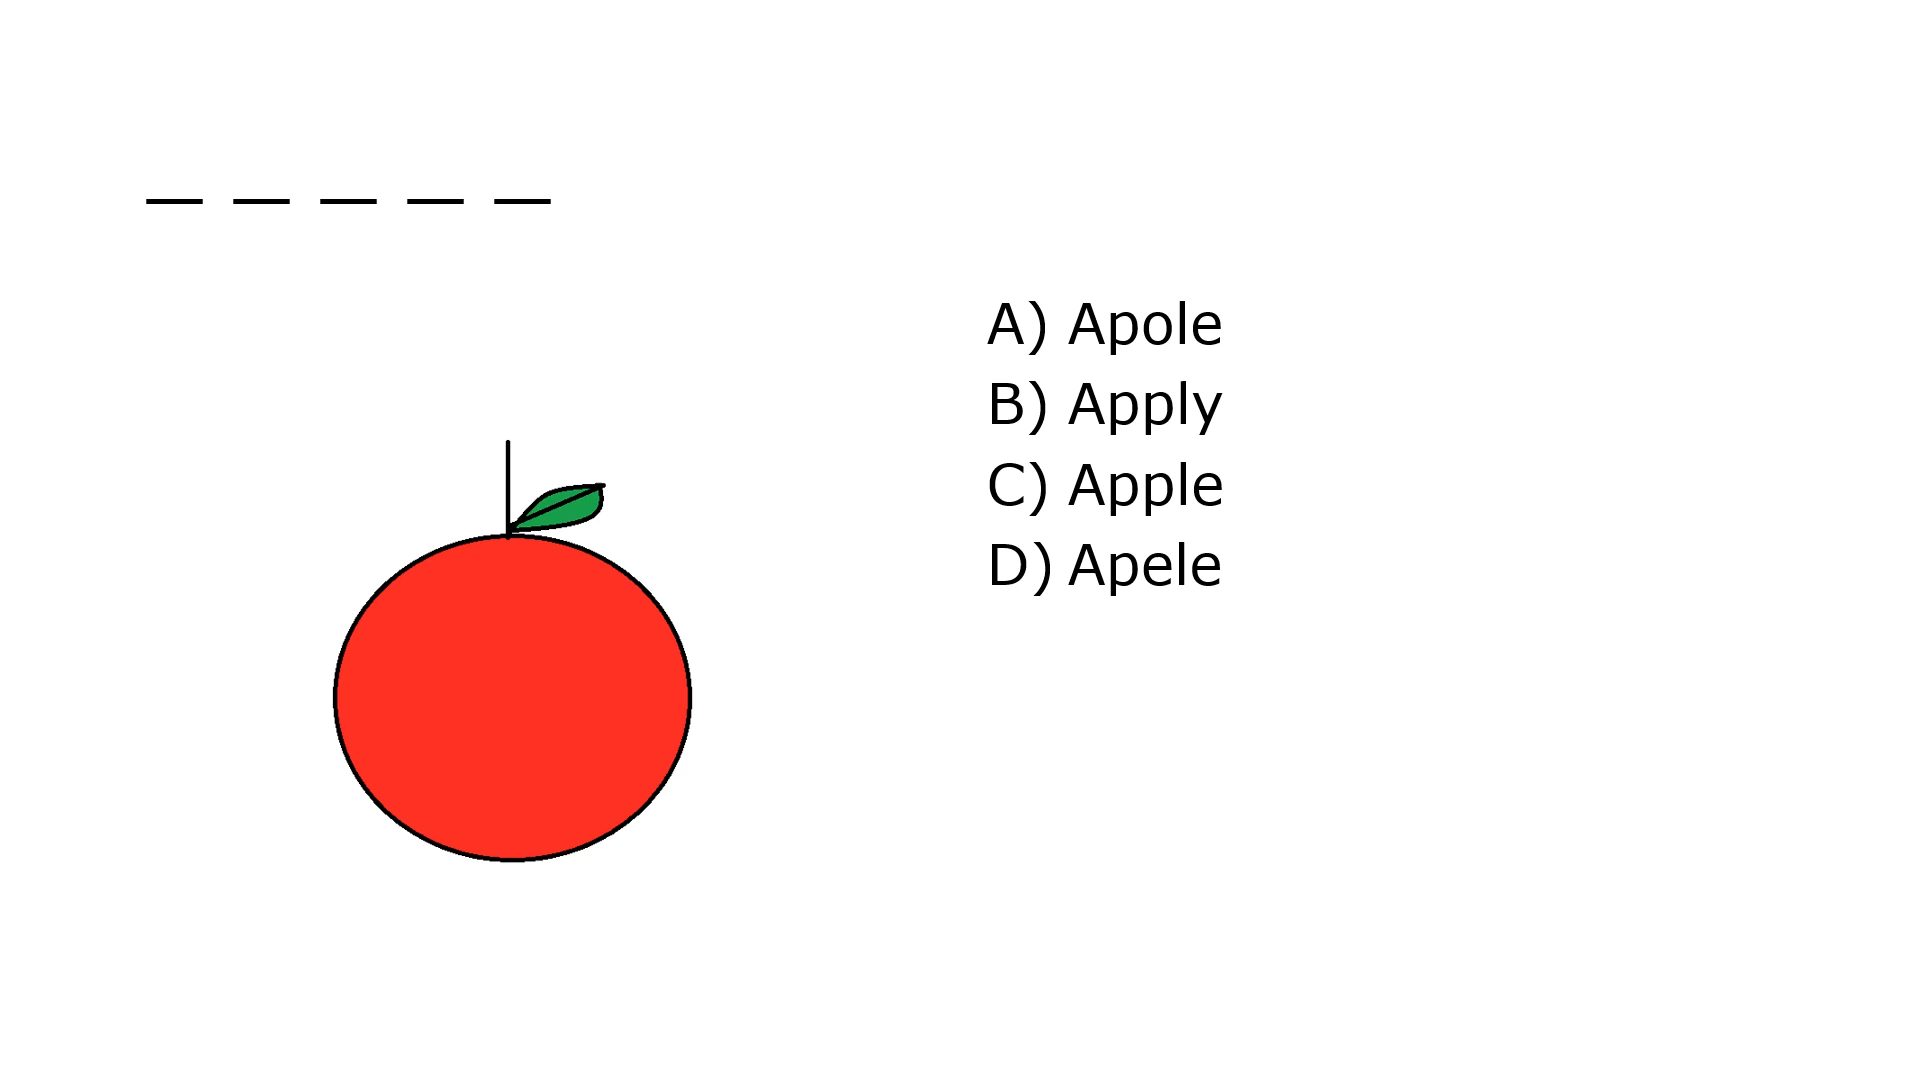 _ _ _ _ _
A) Apole
B) Apply
C) Apple
D) Apele